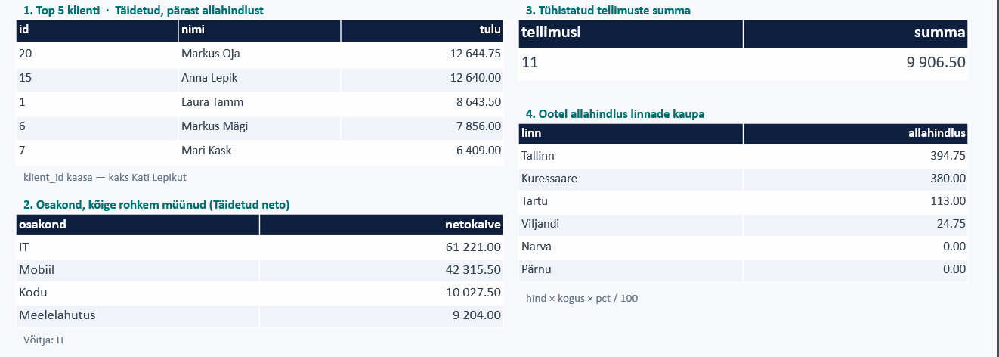 1. Top 5 klienti · Täidetud, pärast allahindlust
id nimi tulu
20 Markus Oja 12 644.75
15 Anna Lepik 12 640.00
1 Laura Tamm 8 643.50
6 Markus Mägi 7 856.00
7 Mari Kask 6 409.00
klient_id kaasa — kaks Kati Lepikut
2. Osakond, kõige rohkem müünud (Täidetud neto)
osakond netokaive
IT 61 221.00
Mobiil 42 315.50
Kodu 10 027.50
Meelelahutus 9 204.00
Võitja: IT
3. Tühistatud tellimuste summa
tellimusi summa
11 9 906.50
4. Ootel allahindlus linnade kaupa
linn allahindlus
Tallinn 394.75
Kuressaare 380.00
Tartu 113.00
Viljandi 24.75
Narva 0.00
Pärnu 0.00
hind × kogus × pct / 100